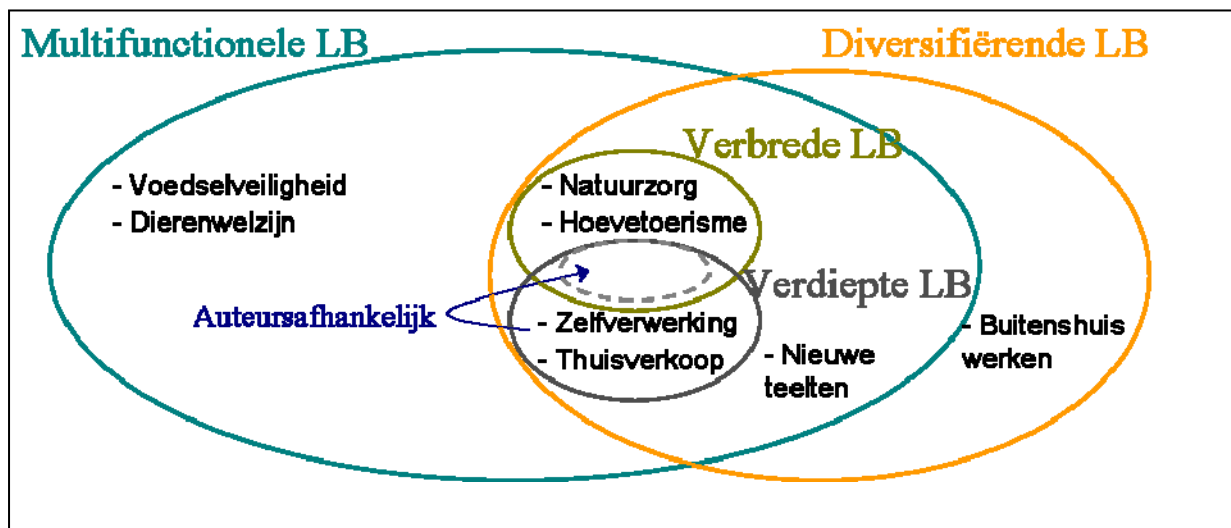 Multifunctionele LB
Diversifiërende LB
Verbrede LB
- Voedselveiligheid
- Dierenwelzijn
- Natuurzorg
- Hoevetoerisme
Verdiepte LB
Auteursafhankelijk
- Zelfverwerking
- Thuisverkoop
- Nieuwe
teelten
- Buitenshuis
werken